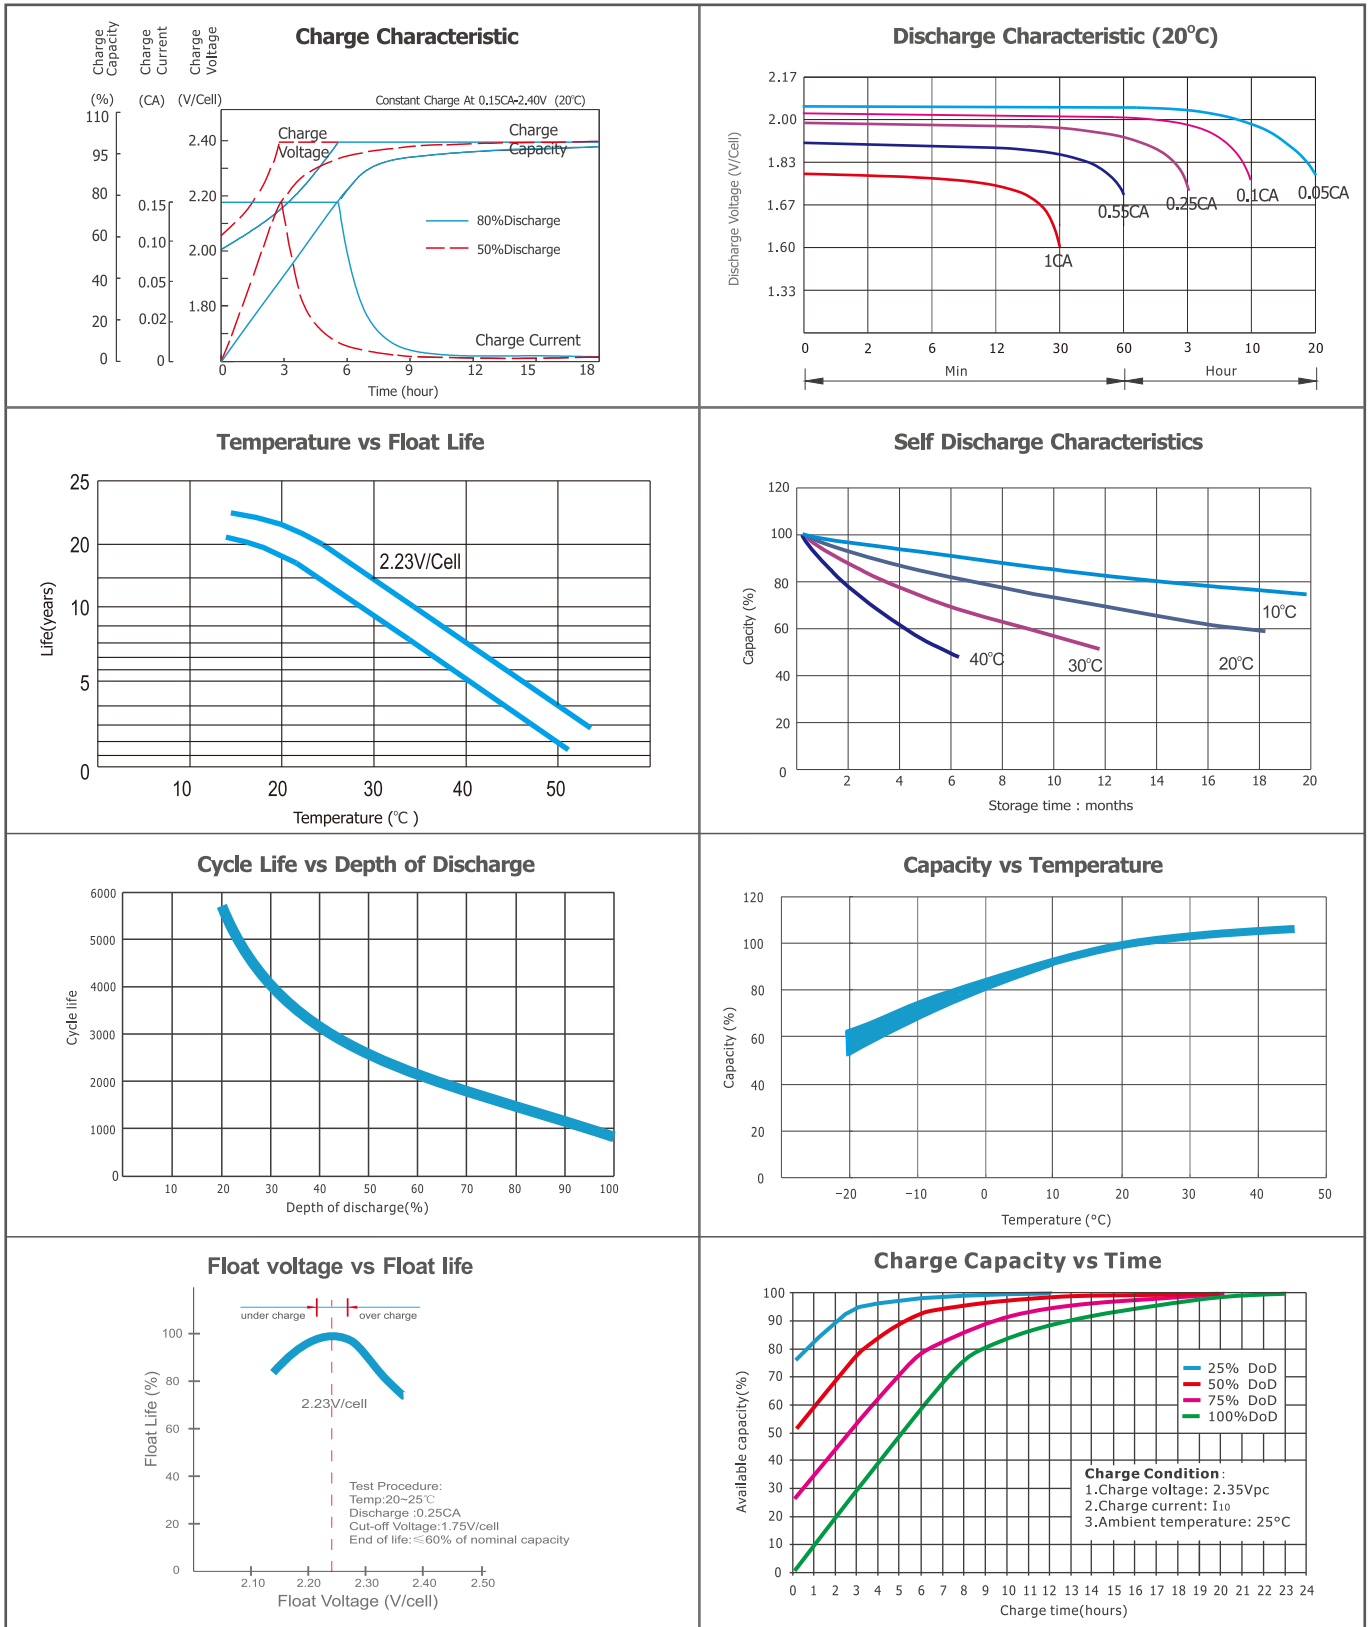 Charge Characteristic
Charge Capacity
Charge Current
Charge Voltage
(%) (CA) (V/Cell)
Constant Charge At 0.15CA-2.40V (20℃)
110
95
80
60
40
20
0
0.15
0.10
0.05
0.02
0
2.40
2.20
2.00
1.80
Charge Voltage
Charge Capacity
80%Discharge
50%Discharge
Charge Current
0 3 6 9 12 15 18
Time (hour)
Discharge Characteristic (20°C)
Discharge Voltage (V/Cell)
2.17
2.00
1.83
1.67
1.60
1.33
1CA
0.55CA
0.25CA
0.1CA
0.05CA
0 2 6 12 30 60 3 10 20
Min Hour
Temperature vs Float Life
Life(years)
25
20
10
5
0
2.23V/Cell
10 20 30 40 50
Temperature (℃ )
Self Discharge Characteristics
Capacity (%)
120
100
80
60
40
20
0
10°C
20°C
30°C
40°C
2 4 6 8 10 12 14 16 18 20
Storage time : months
Cycle Life vs Depth of Discharge
Cycle life
6000
5000
4000
3000
2000
1000
0
10 20 30 40 50 60 70 80 90 100
Depth of discharge(%)
Capacity vs Temperature
Capacity (%)
120
100
80
60
40
20
0
−20 −10 0 10 20 30 40 50
Temperature (°C)
Float voltage vs Float life
under charge over charge
Float Life (%)
100
80
60
40
20
0
2.23V/cell
Test Procedure:
Temp:20~25℃
Discharge :0.25CA
Cut-off Voltage:1.75V/cell
End of life:≤60% of nominal capacity
2.10 2.20 2.30 2.40 2.50
Float Voltage (V/cell)
Charge Capacity vs Time
Available capacity(%)
100
90
80
70
60
50
40
30
20
10
0
25% DoD
50% DoD
75% DoD
100%DoD
Charge Condition:
1.Charge voltage: 2.35Vpc
2.Charge current: I10
3.Ambient temperature: 25°C
0 1 2 3 4 5 6 7 8 9 10 11 12 13 14 15 16 17 18 19 20 21 22 23 24
Charge time(hours)